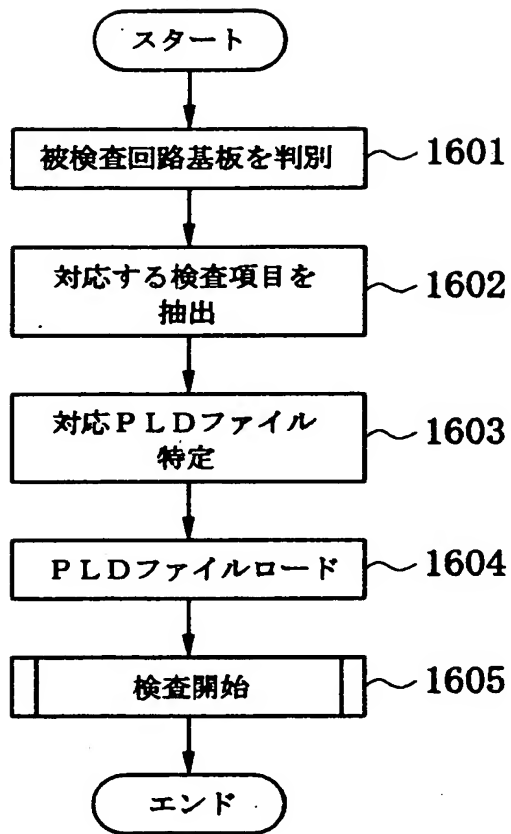 スタート
被検査回路基板を判別
1601
対応する検査項目を
抽出
1602
対応PLDファイル
特定
1603
PLDファイルロード
1604
検査開始
1605
エンド